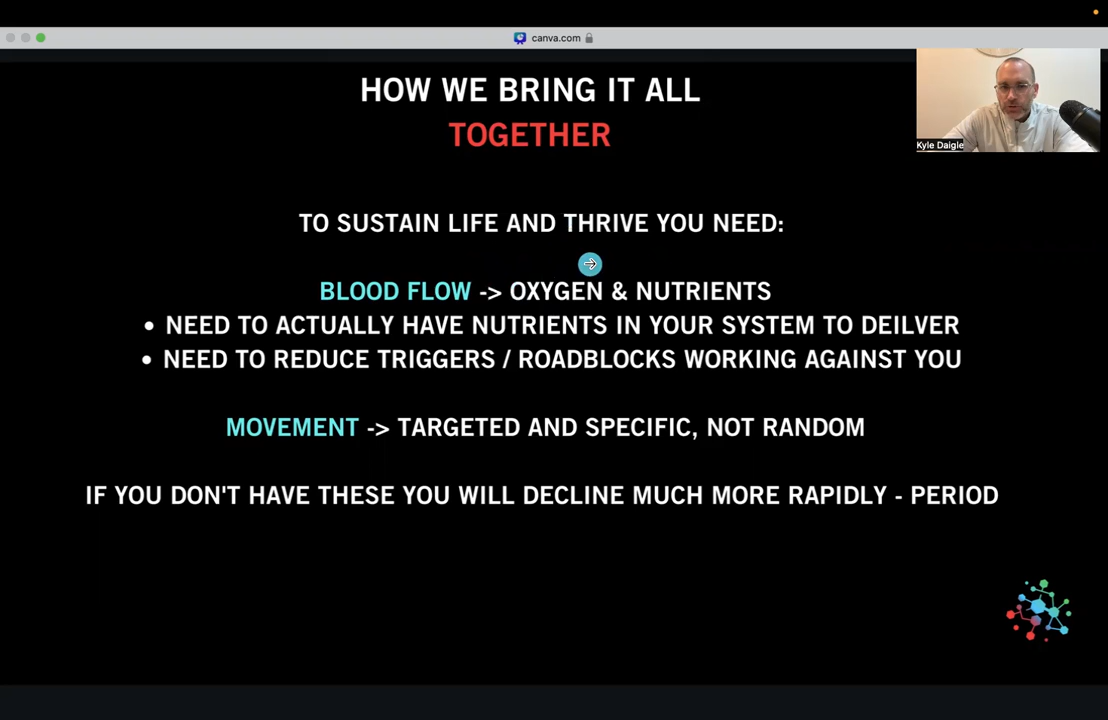 canva.com
HOW WE BRING IT ALL
TOGETHER
Kyle Daigle
TO SUSTAIN LIFE AND THRIVE YOU NEED:
BLOOD FLOW -> OXYGEN & NUTRIENTS
• NEED TO ACTUALLY HAVE NUTRIENTS IN YOUR SYSTEM TO DEILVER
• NEED TO REDUCE TRIGGERS / ROADBLOCKS WORKING AGAINST YOU
MOVEMENT -> TARGETED AND SPECIFIC, NOT RANDOM
IF YOU DON'T HAVE THESE YOU WILL DECLINE MUCH MORE RAPIDLY - PERIOD